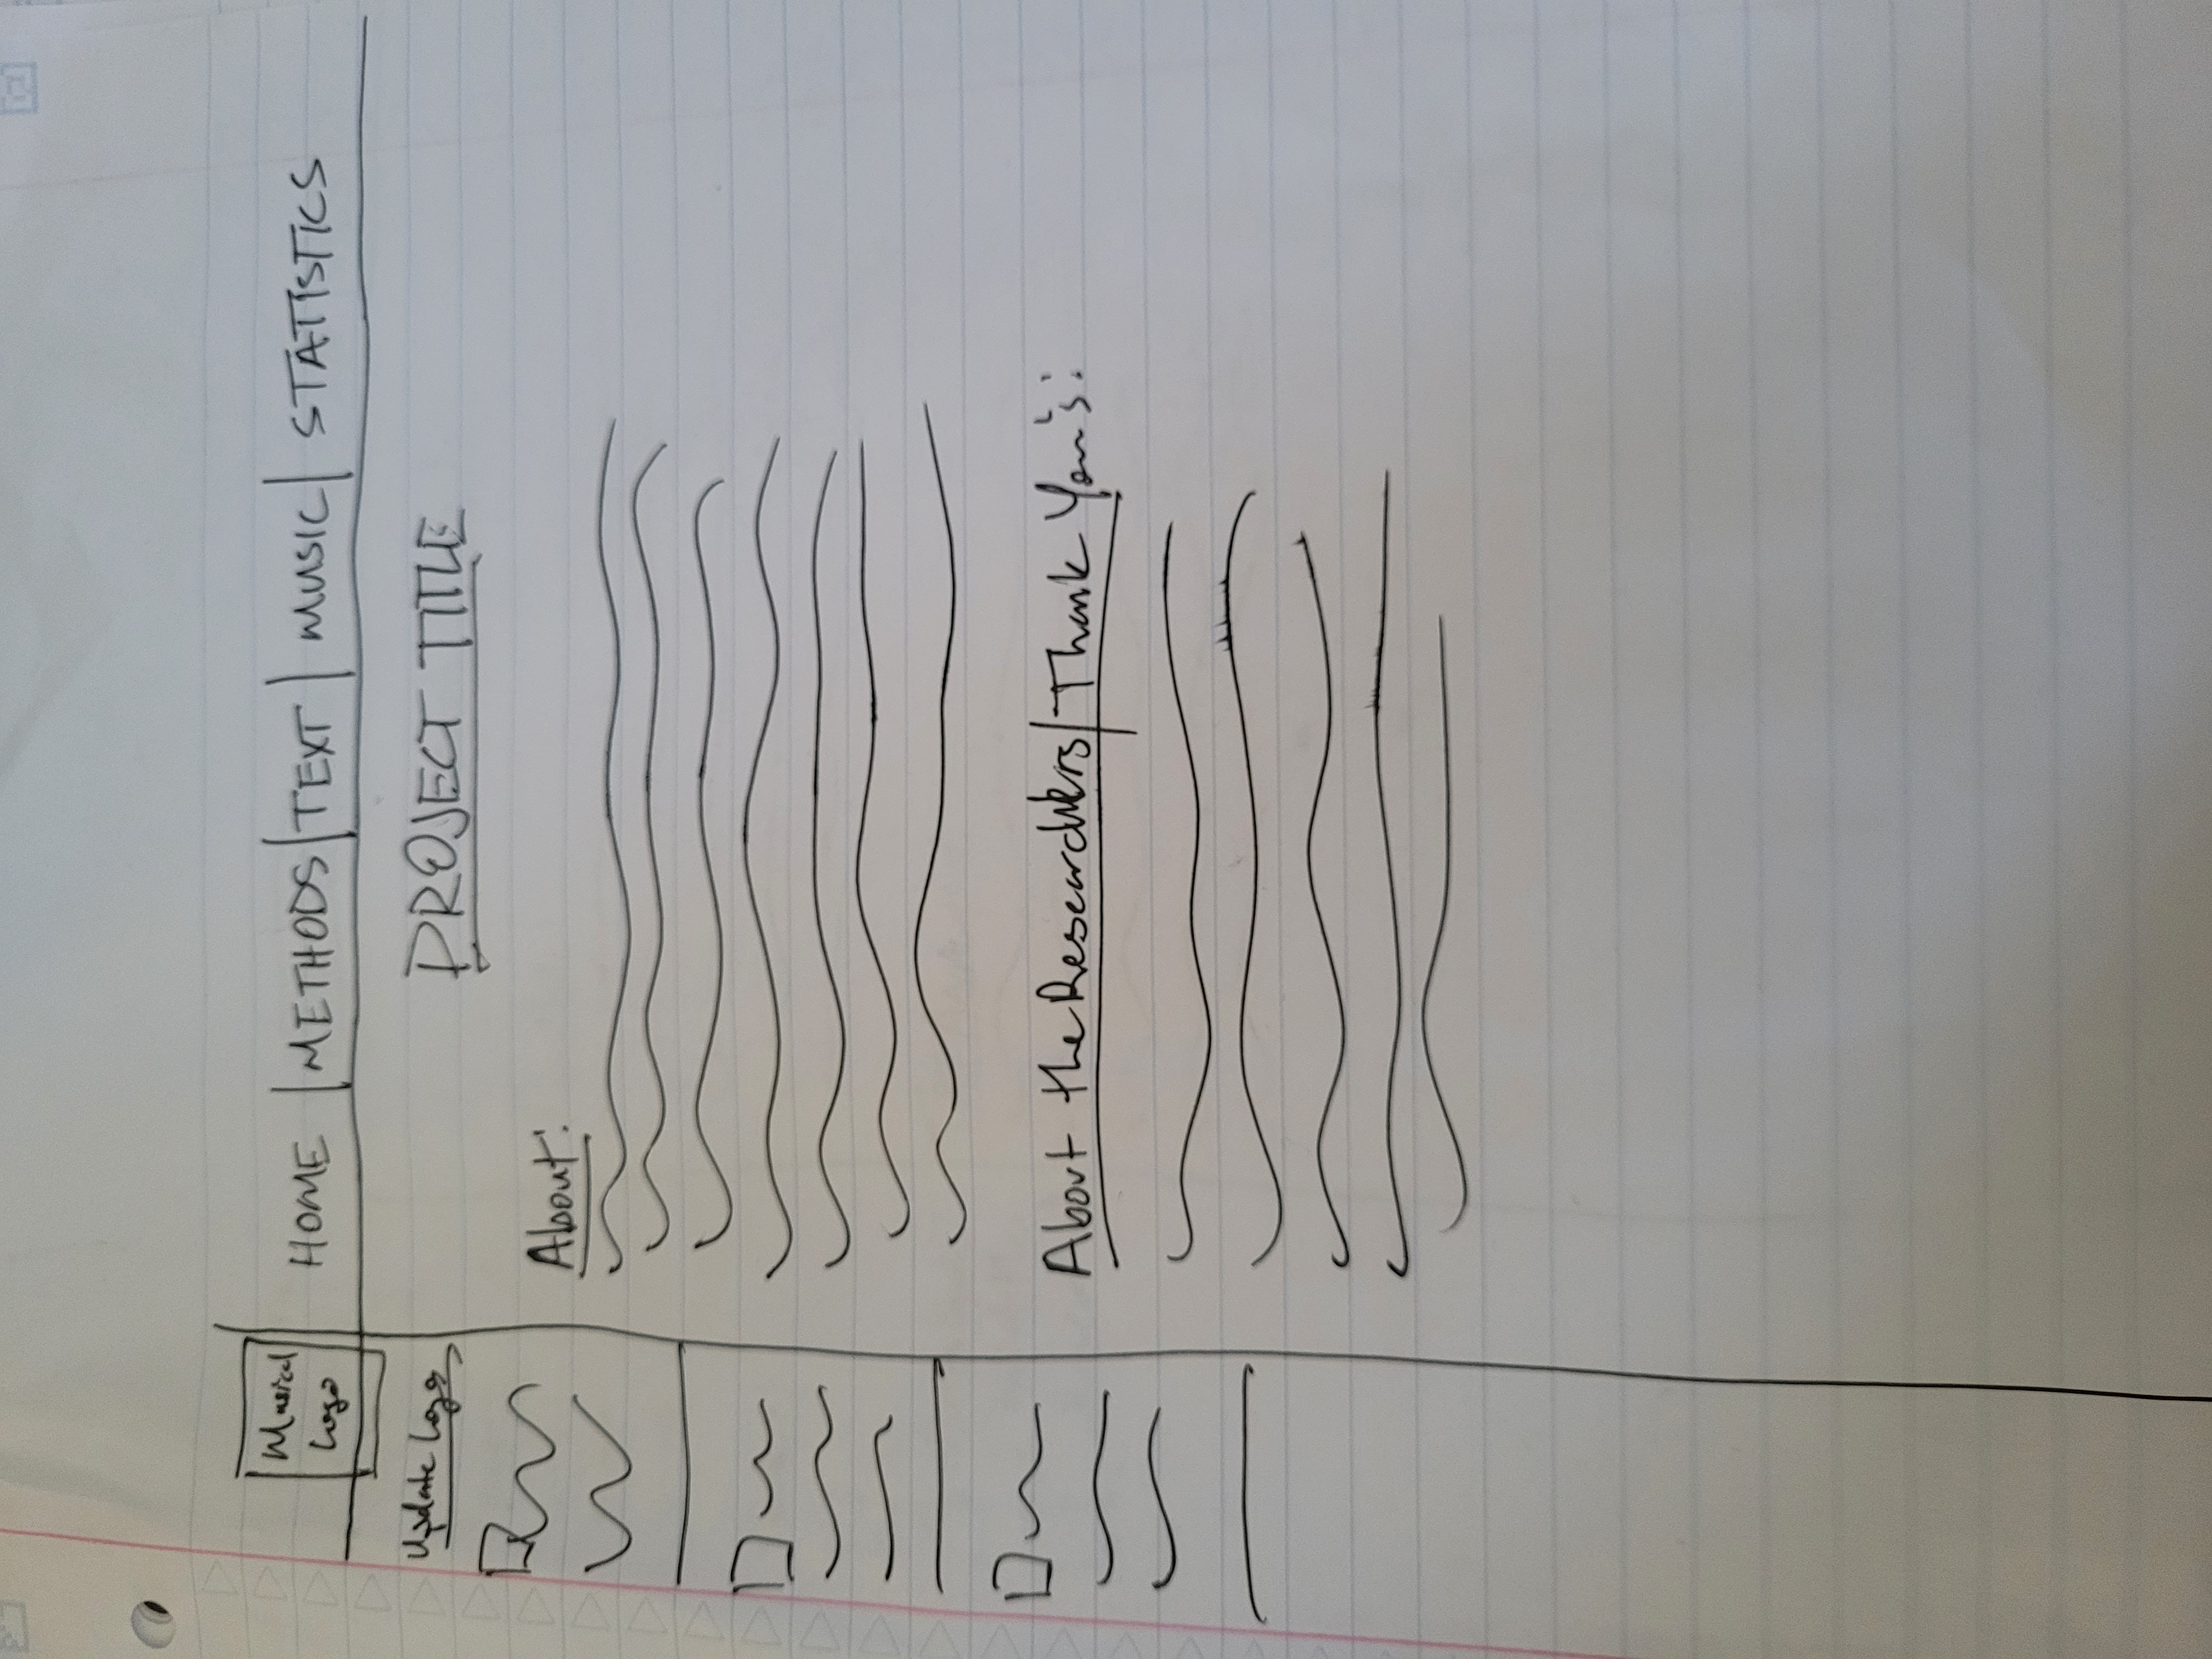 Musical
Logo
HOME | METHODS | TEXT | MUSIC | STATISTICS
Update Logo
PROJECT TITLE
About:
About the Researchers/Thank You's: